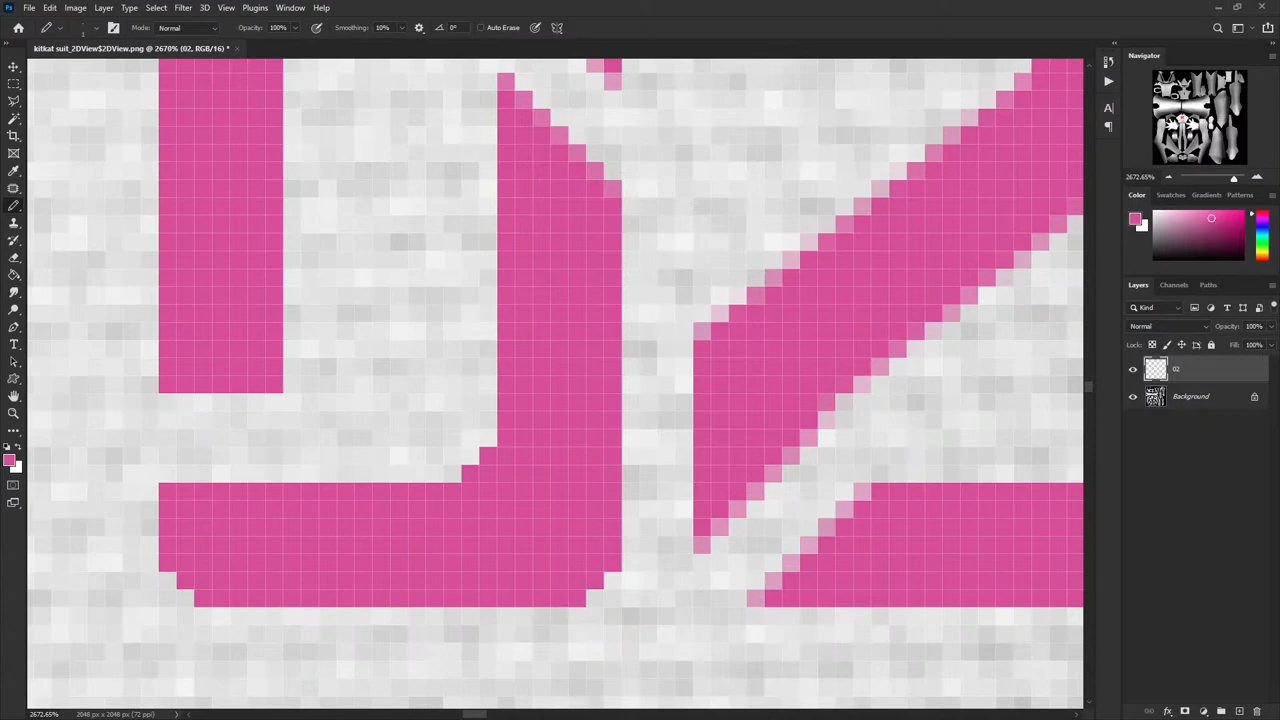 File Edit Image Layer Type Select Filter 3D View Plugins Window Help
Mode: Normal Opacity: 100% Smoothing: 10% 0° Auto Erase
kitkat suit_2DView$2DView.png @ 2670% (02, RGB/16) *
Navigator
2672.65%
Color Swatches Gradients Patterns
Layers Channels Paths
Kind
Normal Opacity: 100%
Lock: Fill: 100%
02
Background
2672.65% 2048 px x 2048 px (72 ppi)